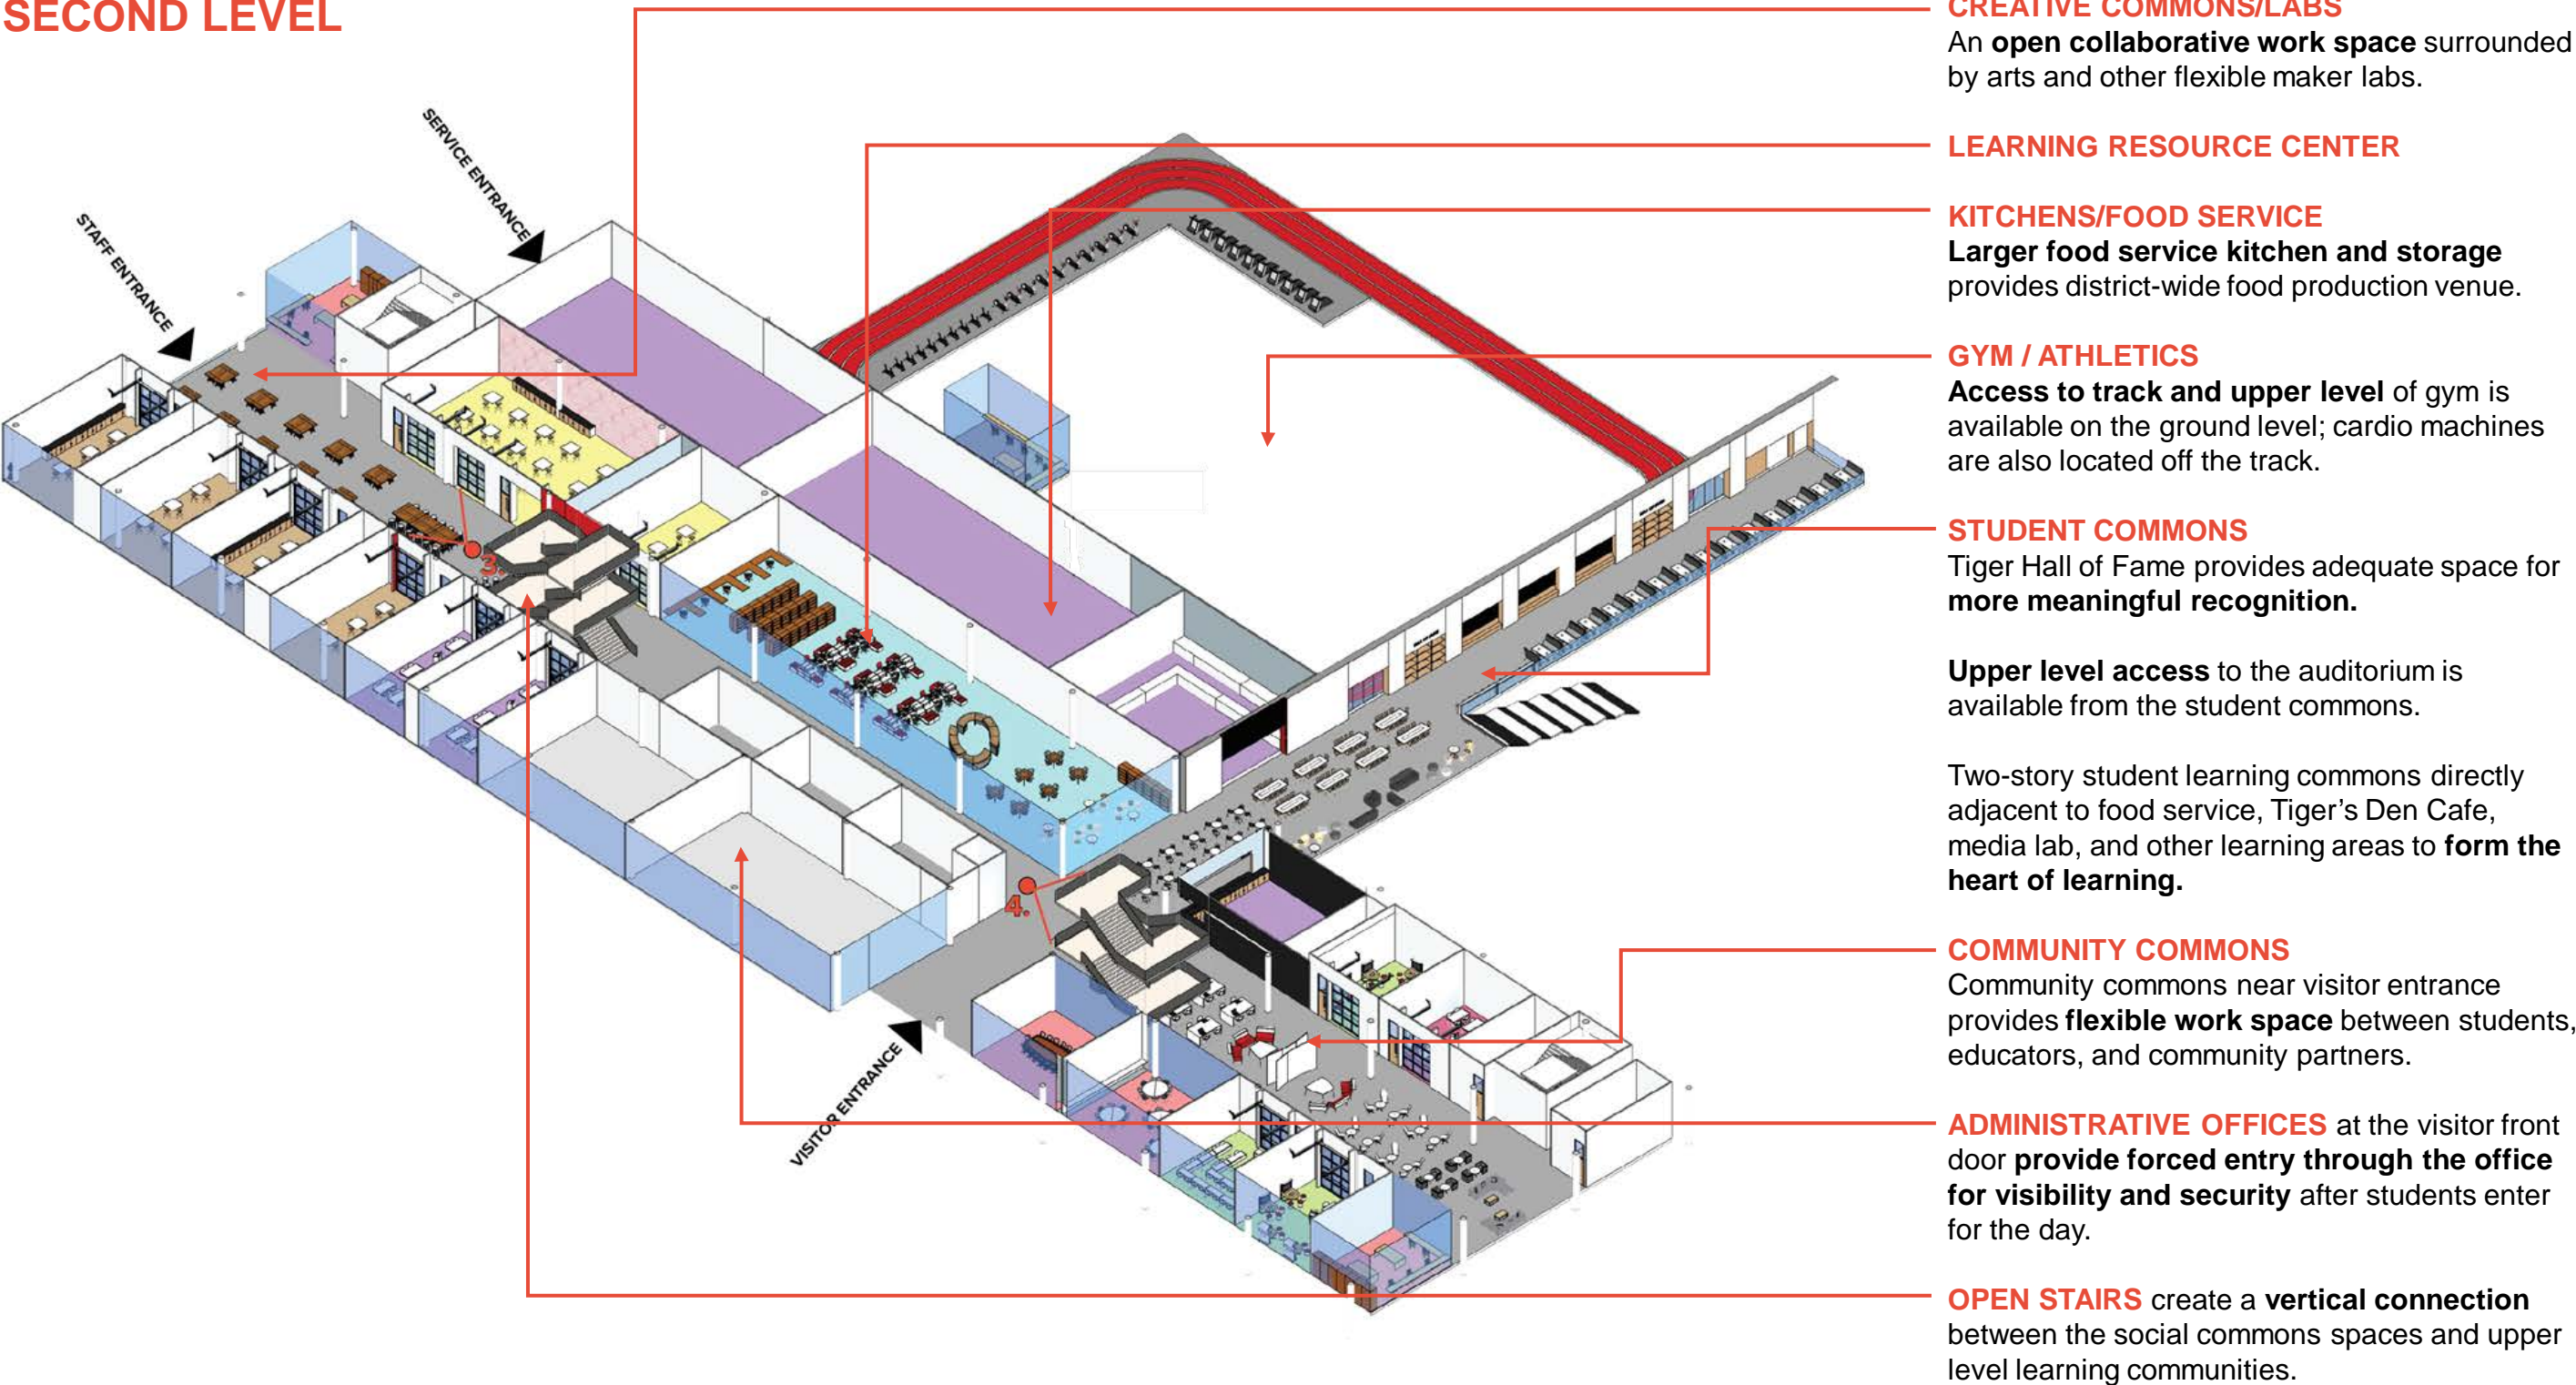 SECOND LEVEL
CREATIVE COMMONS/LABS
An open collaborative work space surrounded
by arts and other flexible maker labs.
SERVICE ENTRANCE
LEARNING RESOURCE CENTER
STAFF ENTRANCE
KITCHENS/FOOD SERVICE
Larger food service kitchen and storage
provides district-wide food production venue.
GYM / ATHLETICS
Access to track and upper level of gym is
available on the ground level; cardio machines
are also located off the track.
STUDENT COMMONS
Tiger Hall of Fame provides adequate space for
more meaningful recognition.
3.
Upper level access to the auditorium is
available from the student commons.
Two-story student learning commons directly
adjacent to food service, Tiger's Den Cafe,
media lab, and other learning areas to form the
heart of learning.
4.
COMMUNITY COMMONS
Community commons near visitor entrance
provides flexible work space between students,
educators, and community partners.
VISITOR ENTRANCE
ADMINISTRATIVE OFFICES at the visitor front
door provide forced entry through the office
for visibility and security after students enter
for the day.
OPEN STAIRS create a vertical connection
between the social commons spaces and upper
level learning communities.